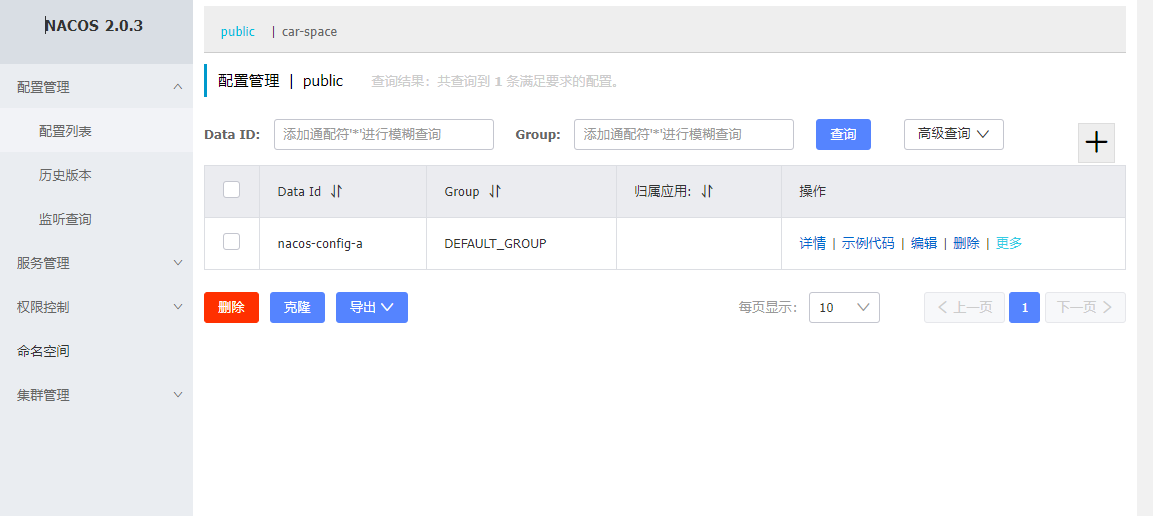 NACOS 2.0.3
配置管理
配置列表
历史版本
监听查询
服务管理
权限控制
命名空间
集群管理
public | car-space
配置管理 | public 查询结果：共查询到 1 条满足要求的配置。
Data ID: 添加通配符'*'进行模糊查询 Group: 添加通配符'*'进行模糊查询 查询 高级查询
Data Id Group 归属应用: 操作
nacos-config-a DEFAULT_GROUP 详情 | 示例代码 | 编辑 | 删除 | 更多
删除 克隆 导出 每页显示: 10 上一页 1 下一页